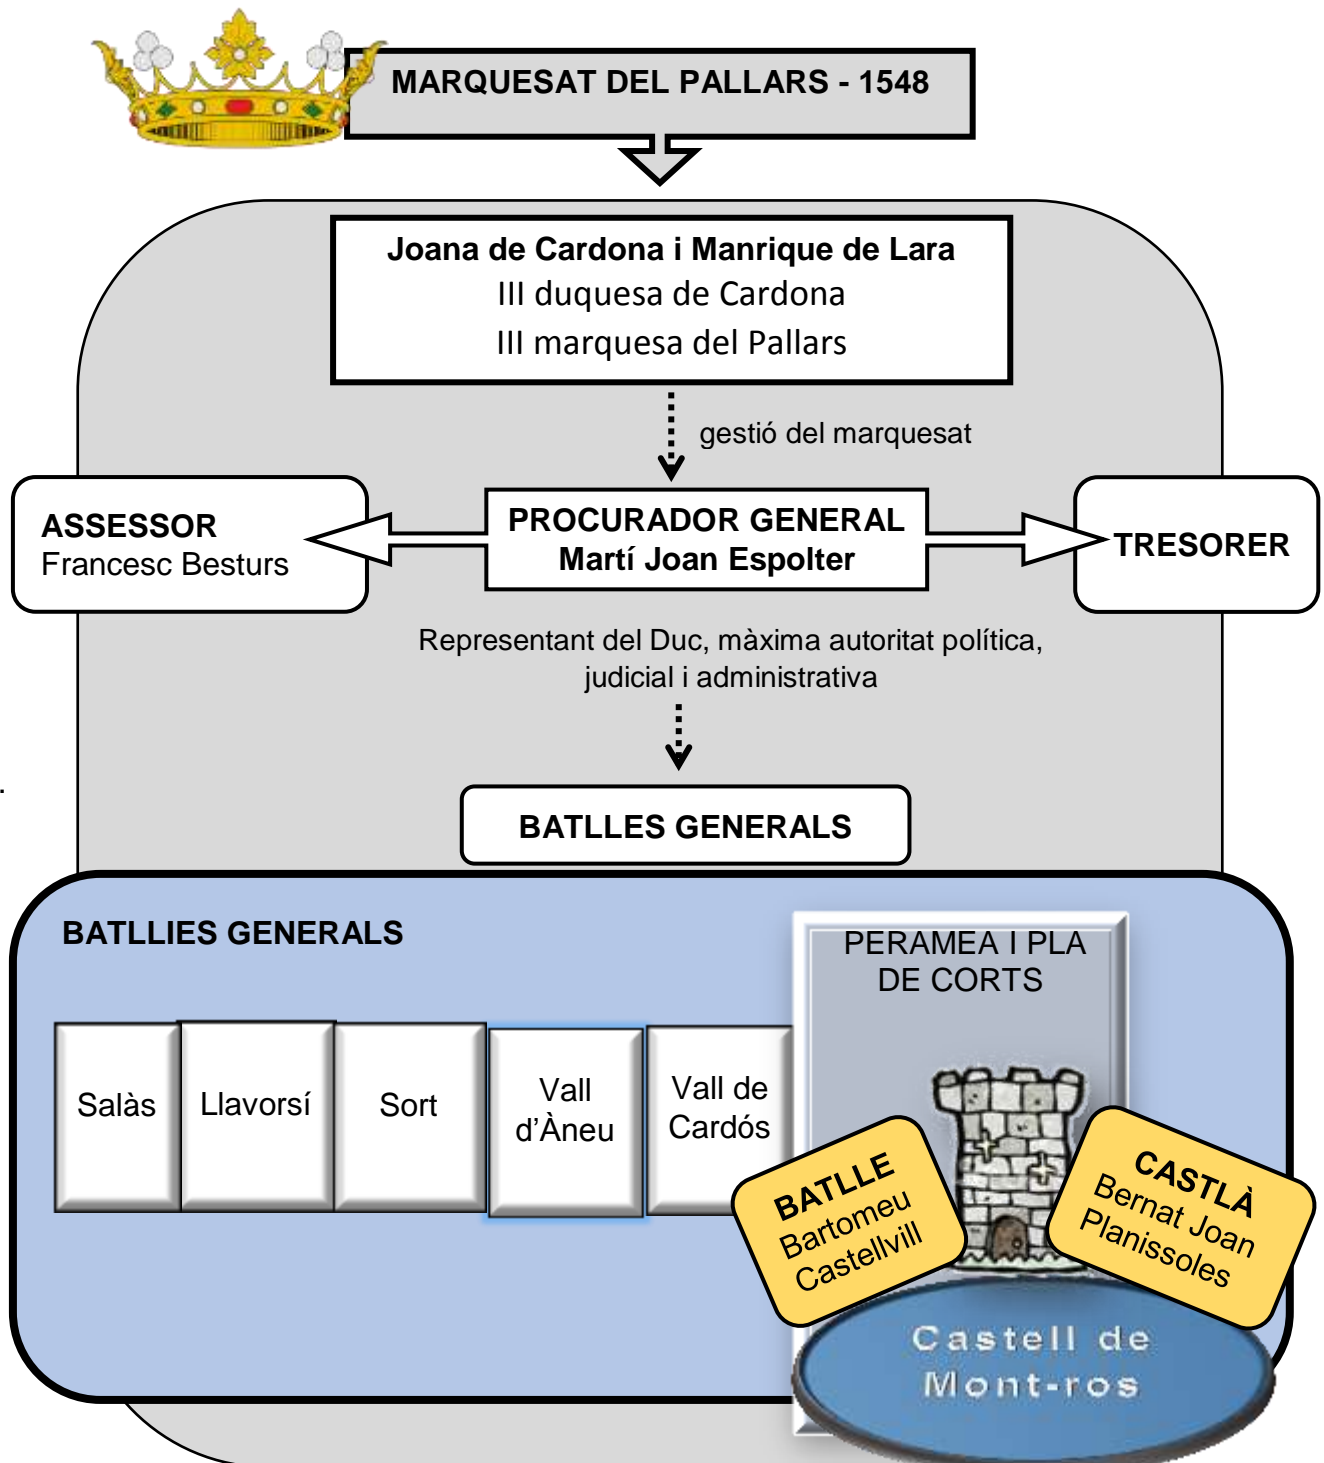 MARQUESAT DEL PALLARS - 1548
Joana de Cardona i Manrique de Lara
III duquesa de Cardona
III marquesa del Pallars
gestió del marquesat
ASSESSOR
Francesc Besturs
PROCURADOR GENERAL
Martí Joan Espolter
TRESORER
Representant del Duc, màxima autoritat política,
judicial i administrativa
.
BATLLES GENERALS
BATLLIES GENERALS
PERAMEA I PLA
DE CORTS
Salàs
Llavorsí
Sort
Vall
d’Àneu
Vall de
Cardós
BATLLE
Bartomeu
Castellvill
CASTLÀ
Bernat Joan
Planissoles
Castell de
Mont-ros